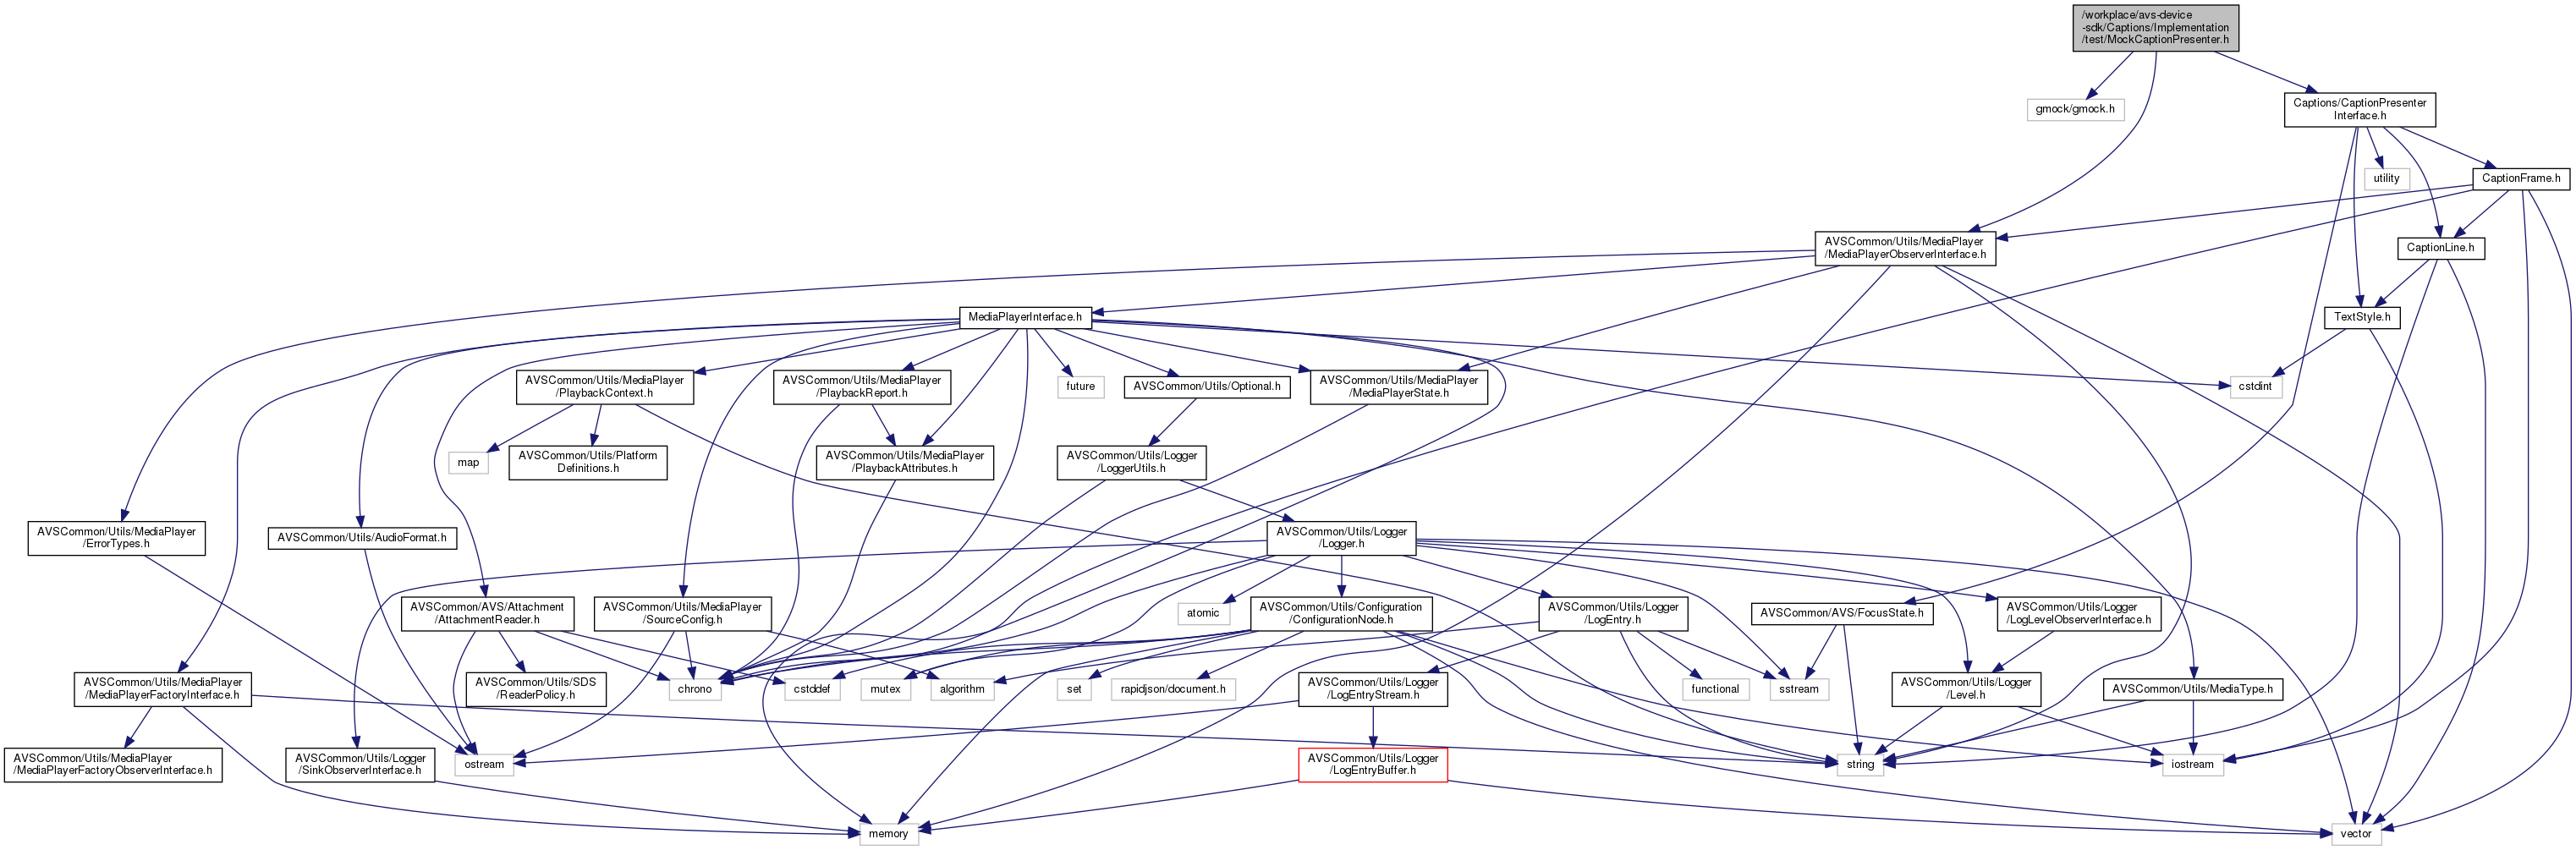 /workplace/avs-device
-sdk/Captions/Implementation
/test/MockCaptionPresenter.h
gmock/gmock.h
Captions/CaptionPresenter
Interface.h
utility
CaptionFrame.h
AVSCommon/Utils/MediaPlayer
/MediaPlayerObserverInterface.h
CaptionLine.h
MediaPlayerInterface.h
TextStyle.h
AVSCommon/Utils/MediaPlayer
/PlaybackContext.h
AVSCommon/Utils/MediaPlayer
/PlaybackReport.h
future
AVSCommon/Utils/Optional.h
AVSCommon/Utils/MediaPlayer
/MediaPlayerState.h
cstdint
map
AVSCommon/Utils/Platform
Definitions.h
AVSCommon/Utils/MediaPlayer
/PlaybackAttributes.h
AVSCommon/Utils/Logger
/LoggerUtils.h
AVSCommon/Utils/MediaPlayer
/ErrorTypes.h
AVSCommon/Utils/AudioFormat.h
AVSCommon/Utils/Logger
/Logger.h
AVSCommon/AVS/Attachment
/AttachmentReader.h
AVSCommon/Utils/MediaPlayer
/SourceConfig.h
atomic
AVSCommon/Utils/Configuration
/ConfigurationNode.h
AVSCommon/Utils/Logger
/LogEntry.h
AVSCommon/AVS/FocusState.h
AVSCommon/Utils/Logger
/LogLevelObserverInterface.h
AVSCommon/Utils/MediaPlayer
/MediaPlayerFactoryInterface.h
AVSCommon/Utils/SDS
/ReaderPolicy.h
chrono
cstddef
mutex
algorithm
set
rapidjson/document.h
AVSCommon/Utils/Logger
/LogEntryStream.h
functional
sstream
AVSCommon/Utils/Logger
/Level.h
AVSCommon/Utils/MediaType.h
AVSCommon/Utils/MediaPlayer
/MediaPlayerFactoryObserverInterface.h
AVSCommon/Utils/Logger
/SinkObserverInterface.h
ostream
AVSCommon/Utils/Logger
/LogEntryBuffer.h
string
iostream
memory
vector